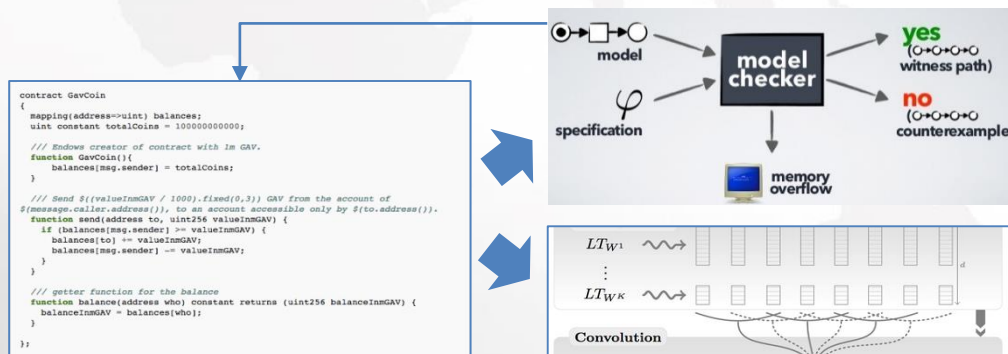 contract GavCoin
{
mapping(address=>uint) balances;
uint constant totalCoins = 100000000000;
/// Endows creator of contract with 1m GAV.
function GavCoin(){
balances[msg.sender] = totalCoins;
}
/// Send $((valueInmGAV / 1000).fixed(0,3)) GAV from the account of
$(message.caller.address()), to an account accessible only by $(to.address()).
function send(address to, uint256 valueInmGAV) {
if (balances[msg.sender] >= valueInmGAV) {
balances[to] += valueInmGAV;
balances[msg.sender] -= valueInmGAV;
}
}
/// getter function for the balance
function balance(address who) constant returns (uint256 balanceInmGAV) {
balanceInmGAV = balances[who];
}
};
model
φ
specification
model
checker
yes
witness path)
no
counterexample
memory
overflow
LT_W¹
⋮
LT_Wᴷ
d
Convolution